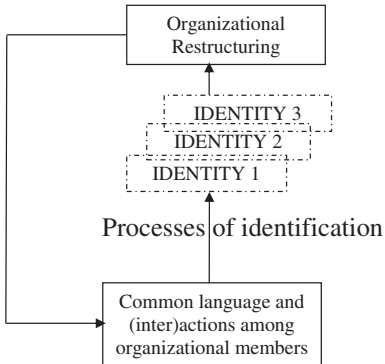 Organizational
Restructuring
IDENTITY 3
IDENTITY 2
IDENTITY 1
Processes of identification
Common language and
(inter)actions among
organizational members